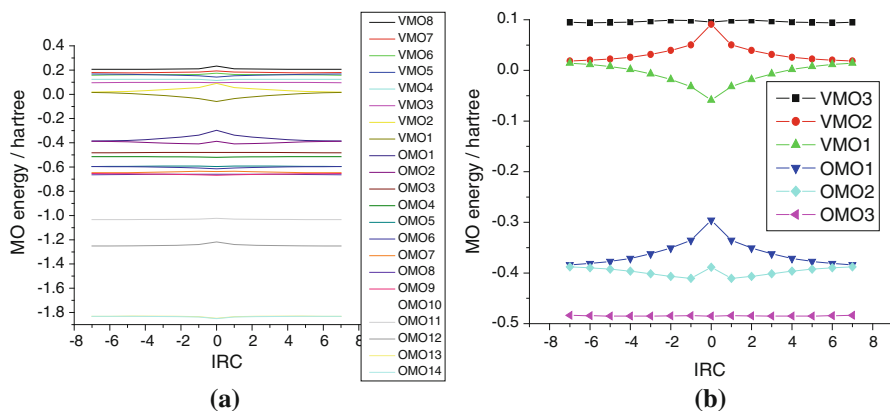 MO energy / hartree
0.4
0.2
0.0
-0.2
-0.4
-0.6
-0.8
-1.0
-1.2
-1.4
-1.6
-1.8
-8 -6 -4 -2 0 2 4 6 8
IRC
VMO8
VMO7
VMO6
VMO5
VMO4
VMO3
VMO2
VMO1
OMO1
OMO2
OMO3
OMO4
OMO5
OMO6
OMO7
OMO8
OMO9
OMO10
OMO11
OMO12
OMO13
OMO14
(a)
MO energy / hartree
0.1
0.0
-0.1
-0.2
-0.3
-0.4
-0.5
-8 -6 -4 -2 0 2 4 6 8
IRC
VMO3
VMO2
VMO1
OMO1
OMO2
OMO3
(b)